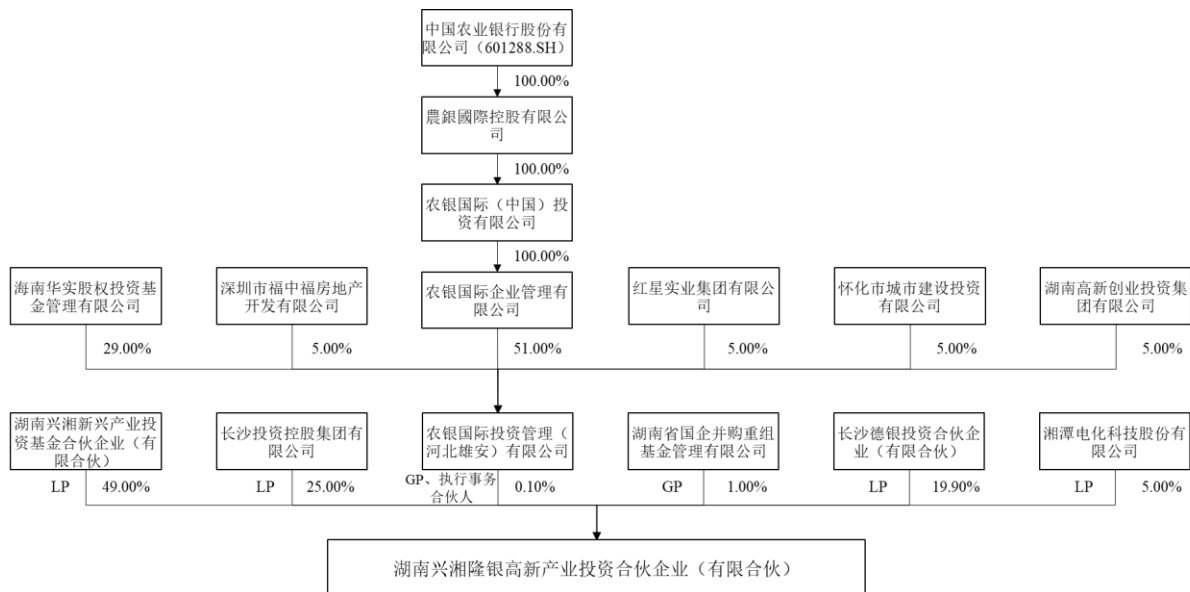 中国农业银行股份有
限公司（601288.SH）
100.00%
農銀國際控股有限公
司
100.00%
农银国际（中国）投
资有限公司
100.00%
海南华实股权投资基
金管理有限公司
深圳市福中福房地产
开发有限公司
农银国际企业管理有
限公司
红星实业集团有限公
司
怀化市城市建设投资
有限公司
湖南高新创业投资集
团有限公司
29.00%
5.00%
51.00%
5.00%
5.00%
5.00%
湖南兴湘新兴产业投
资基金合伙企业（有
限合伙）
长沙投资控股集团有
限公司
农银国际投资管理（
河北雄安）有限公司
湖南省国企并购重组
基金管理有限公司
长沙德银投资合伙企
业（有限合伙）
湘潭电化科技股份有
限公司
LP
49.00%
LP
25.00%
GP、执行事务
合伙人
0.10%
GP
1.00%
LP
19.90%
LP
5.00%
湖南兴湘隆银高新产业投资合伙企业（有限合伙）